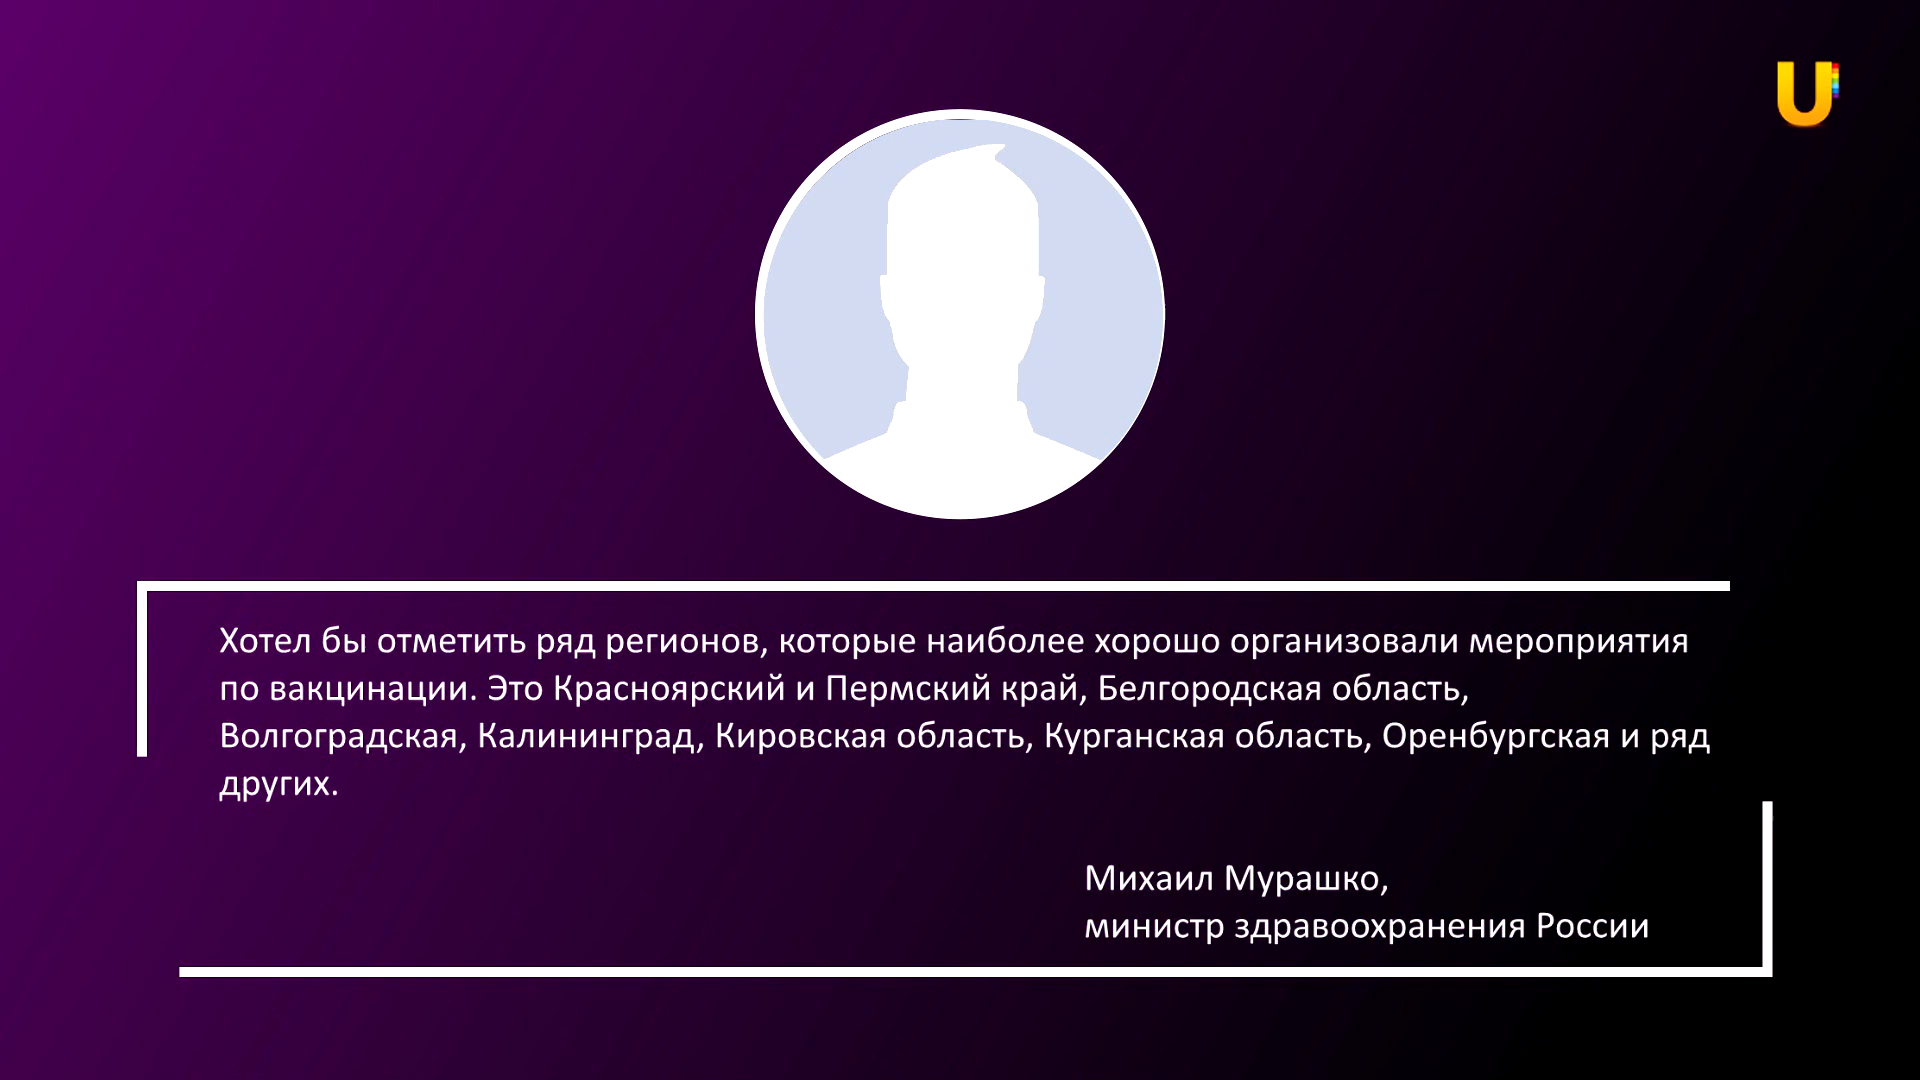 U
Хотел бы отметить ряд регионов, которые наиболее хорошо организовали мероприятия
по вакцинации. Это Красноярский и Пермский край, Белгородская область,
Волгоградская, Калининград, Кировская область, Курганская область, Оренбургская и ряд
других.
Михаил Мурашко,
министр здравоохранения России